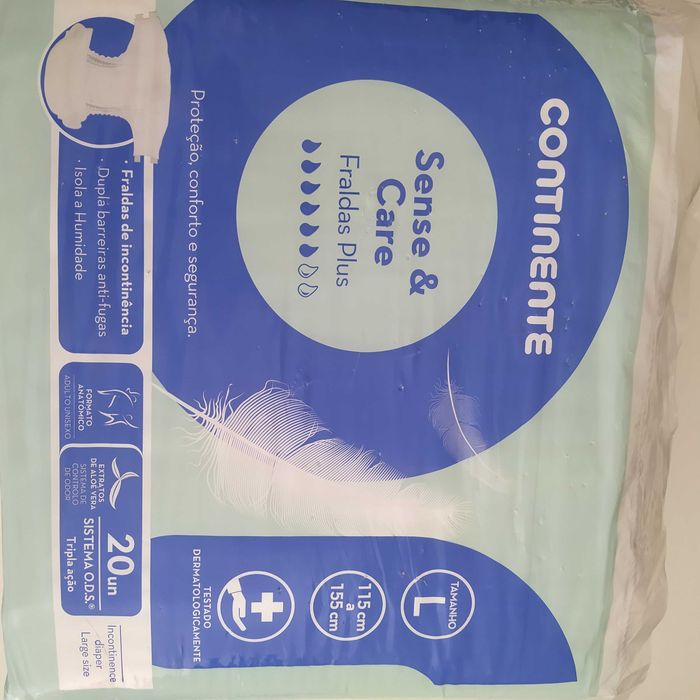 CONTINENTE
Sense &
Care
Fraldas Plus
Proteção, conforto e segurança.
• Fraldas de incontinência
• Dupla barreiras anti-fugas
• Isola a Humidade
FORMATO
ANATÓMICO
ADULTO UNISEXO
EXTRATOS
DE ALOE VERA
SISTEMA DE
CONTROLO
DE ODOR
20 un
SISTEMA O.D.S.®
Tripla ação
Incontinence
diaper
Large size
TAMANHO
L
115 cm
a
155 cm
TESTADO
DERMATOLOGICAMENTE